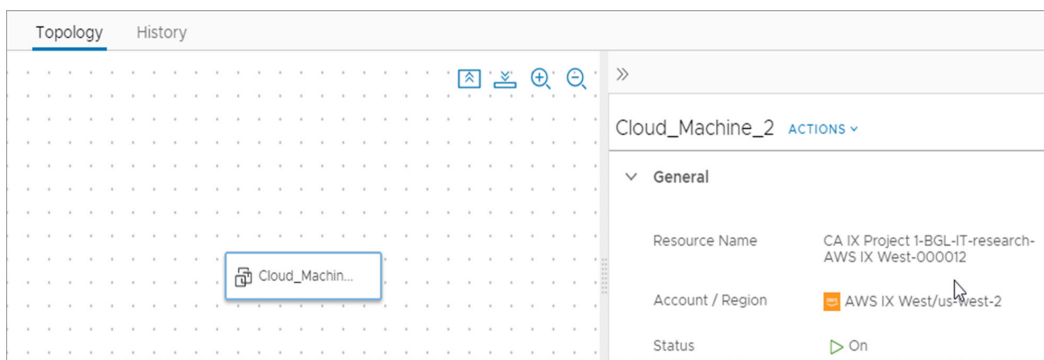 Topology History
Cloud_Machine_2 ACTIONS
General
Resource Name CA IX Project 1-BGL-IT-research-
AWS IX West-000012
Cloud_Machin...
Account / Region aws AWS IX West/us-west-2
Status On